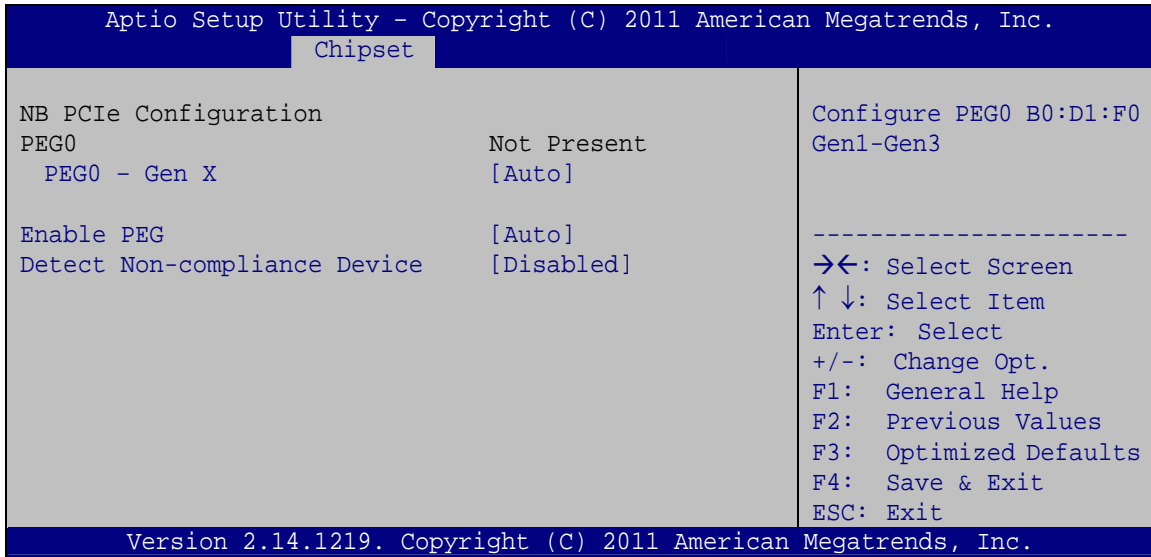 Aptio Setup Utility – Copyright (C) 2011 American Megatrends, Inc.
Chipset
NB PCIe Configuration
PEG0 Not Present
PEG0 – Gen X [Auto]
Enable PEG [Auto]
Detect Non-compliance Device [Disabled]
Configure PEG0 B0:D1:F0
Gen1-Gen3
----------------------
→←: Select Screen
↑ ↓: Select Item
Enter: Select
+/-: Change Opt.
F1: General Help
F2: Previous Values
F3: Optimized Defaults
F4: Save & Exit
ESC: Exit
Version 2.14.1219. Copyright (C) 2011 American Megatrends, Inc.